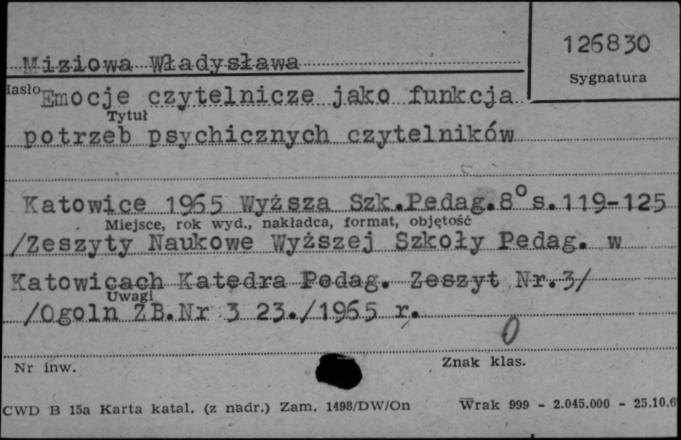 126830
Miziowa Władysława
Sygnatura
Hasło
Emocje czytelnicze jako funkcja
Tytuł
potrzeb psychicznych czytelników
Katowice 1965 Wyższa Szk.Pedag.8° s.119-125
Miejsce, rok wyd., nakładca, format, objętość
/Zeszyty Naukowe Wyższej Szkoły Pedag. w
Katowicach Katedra Pedag. Zeszyt Nr.3/
Uwagi
/Ogoln ZB.Nr 3 23./1965 r.
0
Nr inw.
Znak klas.
CWD B 15a Karta katal. (z nadr.) Zam. 1498/DW/On
Wrak 999 - 2.045.000 - 25.10.6